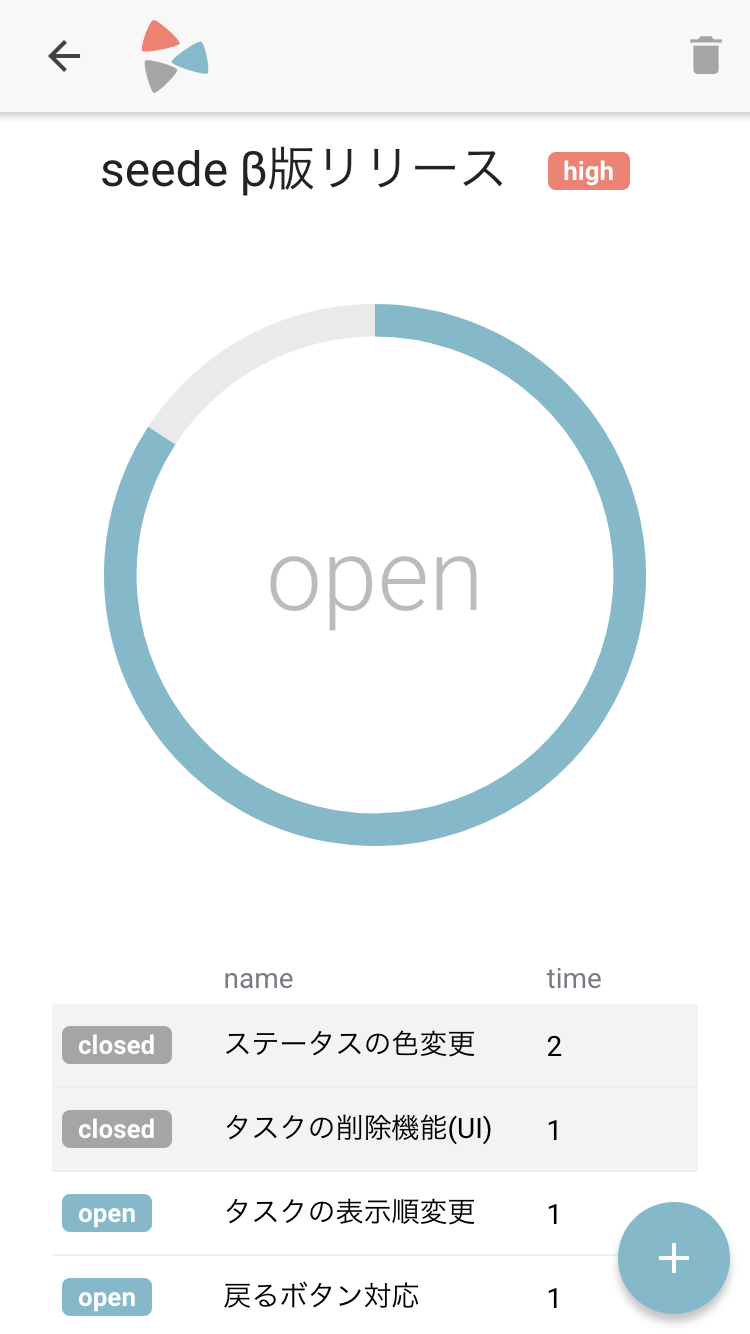 seede β版リリース high
open
name time
closed ステータスの色変更 2
closed タスクの削除機能(UI) 1
open タスクの表示順変更 1
open 戻るボタン対応 1